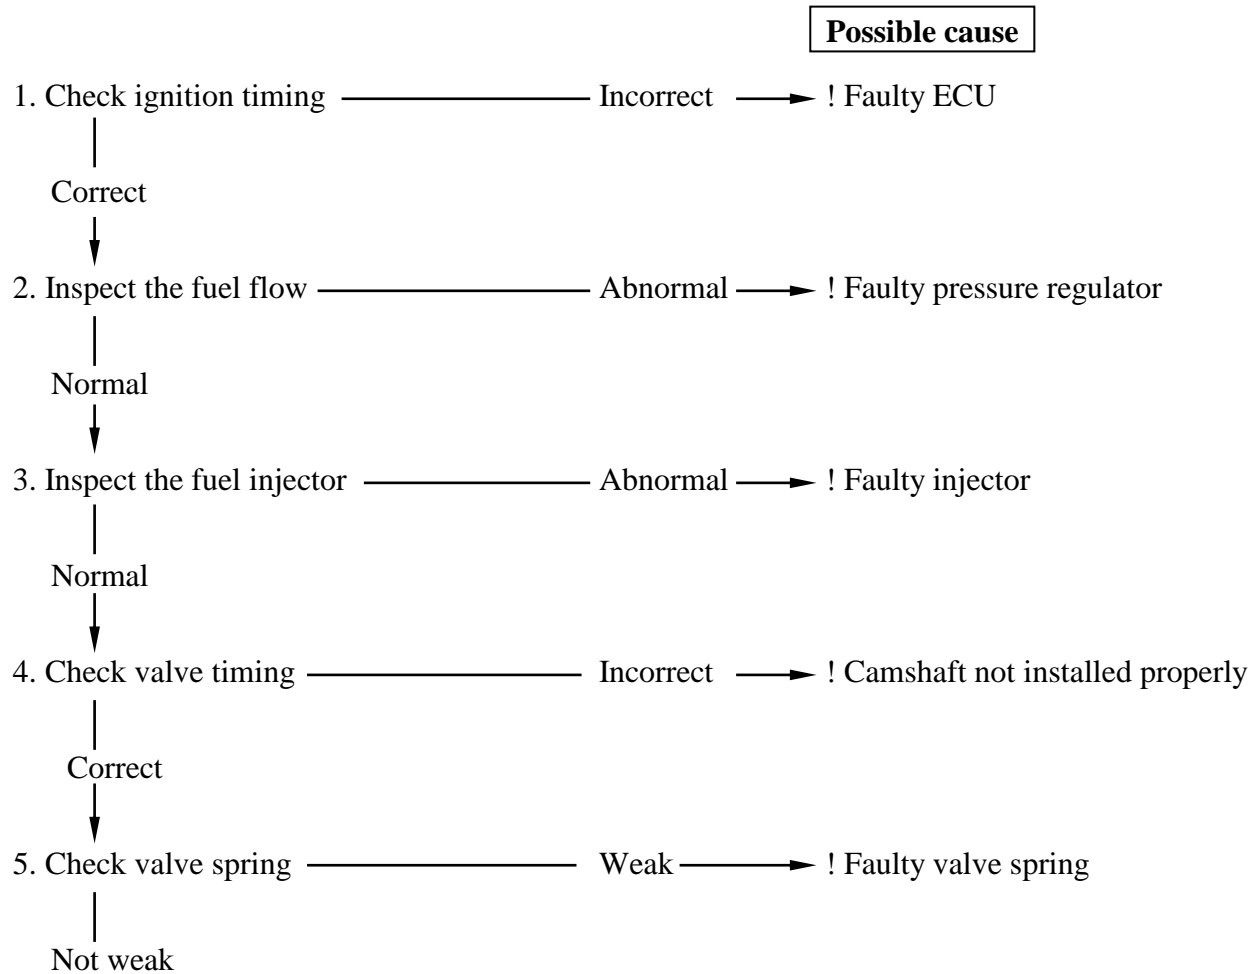 Possible cause
1. Check ignition timing Incorrect ! Faulty ECU
Correct
2. Inspect the fuel flow Abnormal ! Faulty pressure regulator
Normal
3. Inspect the fuel injector Abnormal ! Faulty injector
Normal
4. Check valve timing Incorrect ! Camshaft not installed properly
Correct
5. Check valve spring Weak ! Faulty valve spring
Not weak